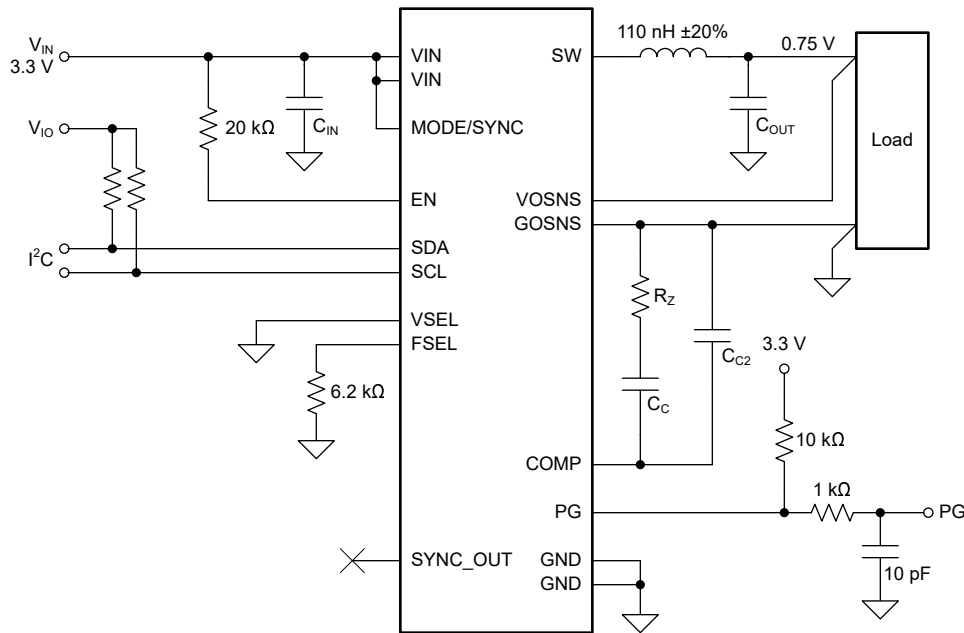 V_IN
3.3 V
V_IO
I²C
20 kΩ
C_IN
6.2 kΩ
VIN
VIN
MODE/SYNC
EN
SDA
SCL
VSEL
FSEL
SYNC_OUT
SW
VOSNS
GOSNS
COMP
PG
GND
GND
110 nH ±20%
0.75 V
C_OUT
Load
R_Z
C_C
C_C2
3.3 V
10 kΩ
1 kΩ
PG
10 pF